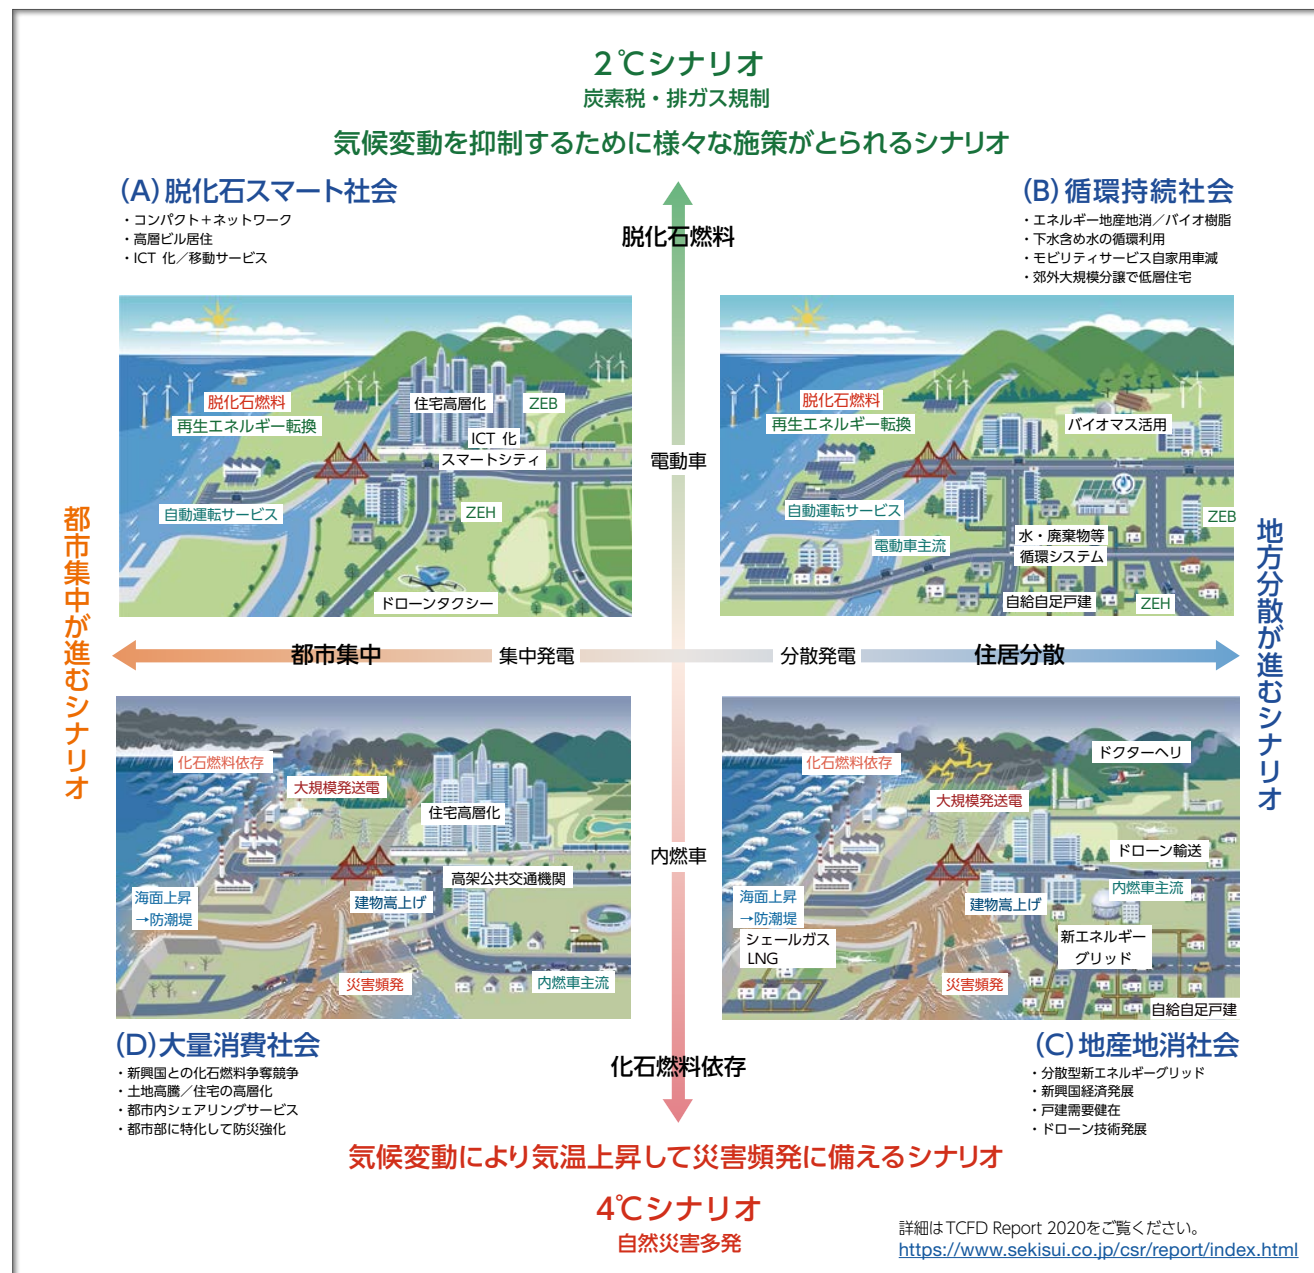 2℃シナリオ
炭素税・排ガス規制
気候変動を抑制するために様々な施策がとられるシナリオ
(A)脱化石スマート社会
・コンパクト＋ネットワーク
・高層ビル居住
・ICT 化／移動サービス
脱化石燃料
(B)循環持続社会
・エネルギー地産地消／バイオ樹脂
・下水含め水の循環利用
・モビリティサービス自家用車減
・郊外大規模分譲で低層住宅
脱化石燃料
再生エネルギー転換
住宅高層化
ZEB
ICT 化
スマートシティ
自動運転サービス
ZEH
ドローンタクシー
電動車
脱化石燃料
再生エネルギー転換
バイオマス活用
自動運転サービス
ZEB
電動車主流
水・廃棄物等
循環システム
自給自足戸建
ZEH
都市集中が進むシナリオ
地方分散が進むシナリオ
都市集中
集中発電
分散発電
住居分散
化石燃料依存
大規模発送電
住宅高層化
高架公共交通機関
海面上昇
→防潮堤
建物嵩上げ
災害頻発
内燃車主流
内燃車
化石燃料依存
ドクターヘリ
大規模発送電
ドローン輸送
内燃車主流
海面上昇
→防潮堤
建物嵩上げ
シェールガス
LNG
新エネルギー
グリッド
災害頻発
自給自足戸建
(D)大量消費社会
・新興国との化石燃料争奪競争
・土地高騰／住宅の高層化
・都市内シェアリングサービス
・都市部に特化して防災強化
化石燃料依存
(C)地産地消社会
・分散型新エネルギーグリッド
・新興国経済発展
・戸建需要健在
・ドローン技術発展
気候変動により気温上昇して災害頻発に備えるシナリオ
4℃シナリオ
自然災害多発
詳細はTCFD Report 2020をご覧ください。
https://www.sekisui.co.jp/csr/report/index.html